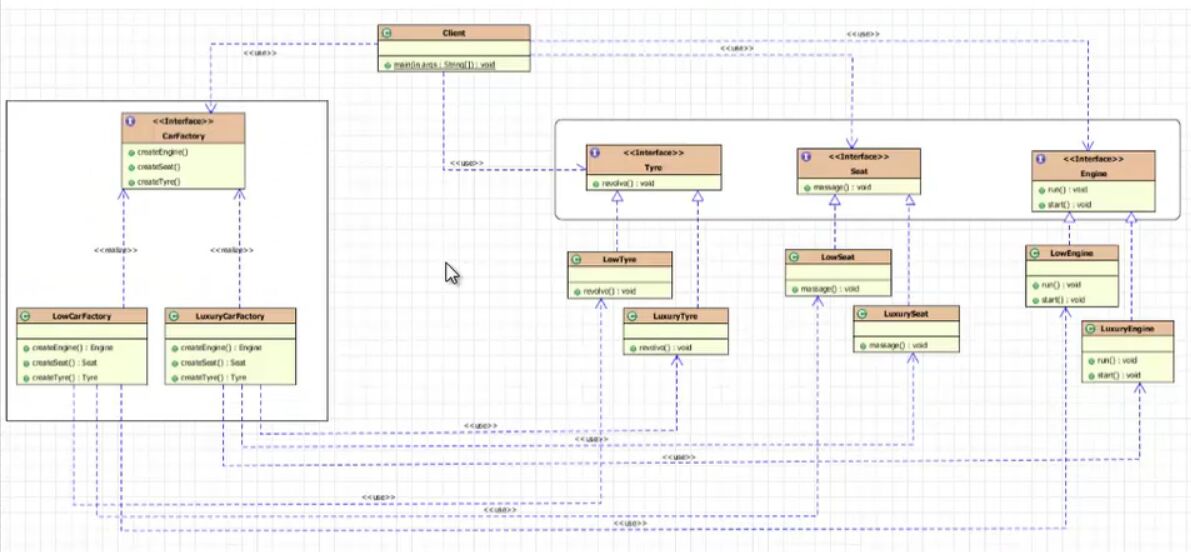 Client
main(in args : String[]) : void
<<use>>
<<use>>
<<use>>
<<use>>
<<Interface>>
CarFactory
createEngine()
createSeat()
createTyre()
<<Interface>>
Tyre
revolve() : void
<<Interface>>
Seat
massage() : void
<<Interface>>
Engine
run() : void
start() : void
<<realize>>
<<realize>>
LowTyre
revolve() : void
LowSeat
massage() : void
LowEngine
run() : void
start() : void
LowCarFactory
createEngine() : Engine
createSeat() : Seat
createTyre() : Tyre
LuxuryCarFactory
createEngine() : Engine
createSeat() : Seat
createTyre() : Tyre
LuxuryTyre
revolve() : void
LuxurySeat
massage() : void
LuxuryEngine
run() : void
start() : void
<<use>>
<<use>>
<<use>>
<<use>>
<<use>>
<<use>>